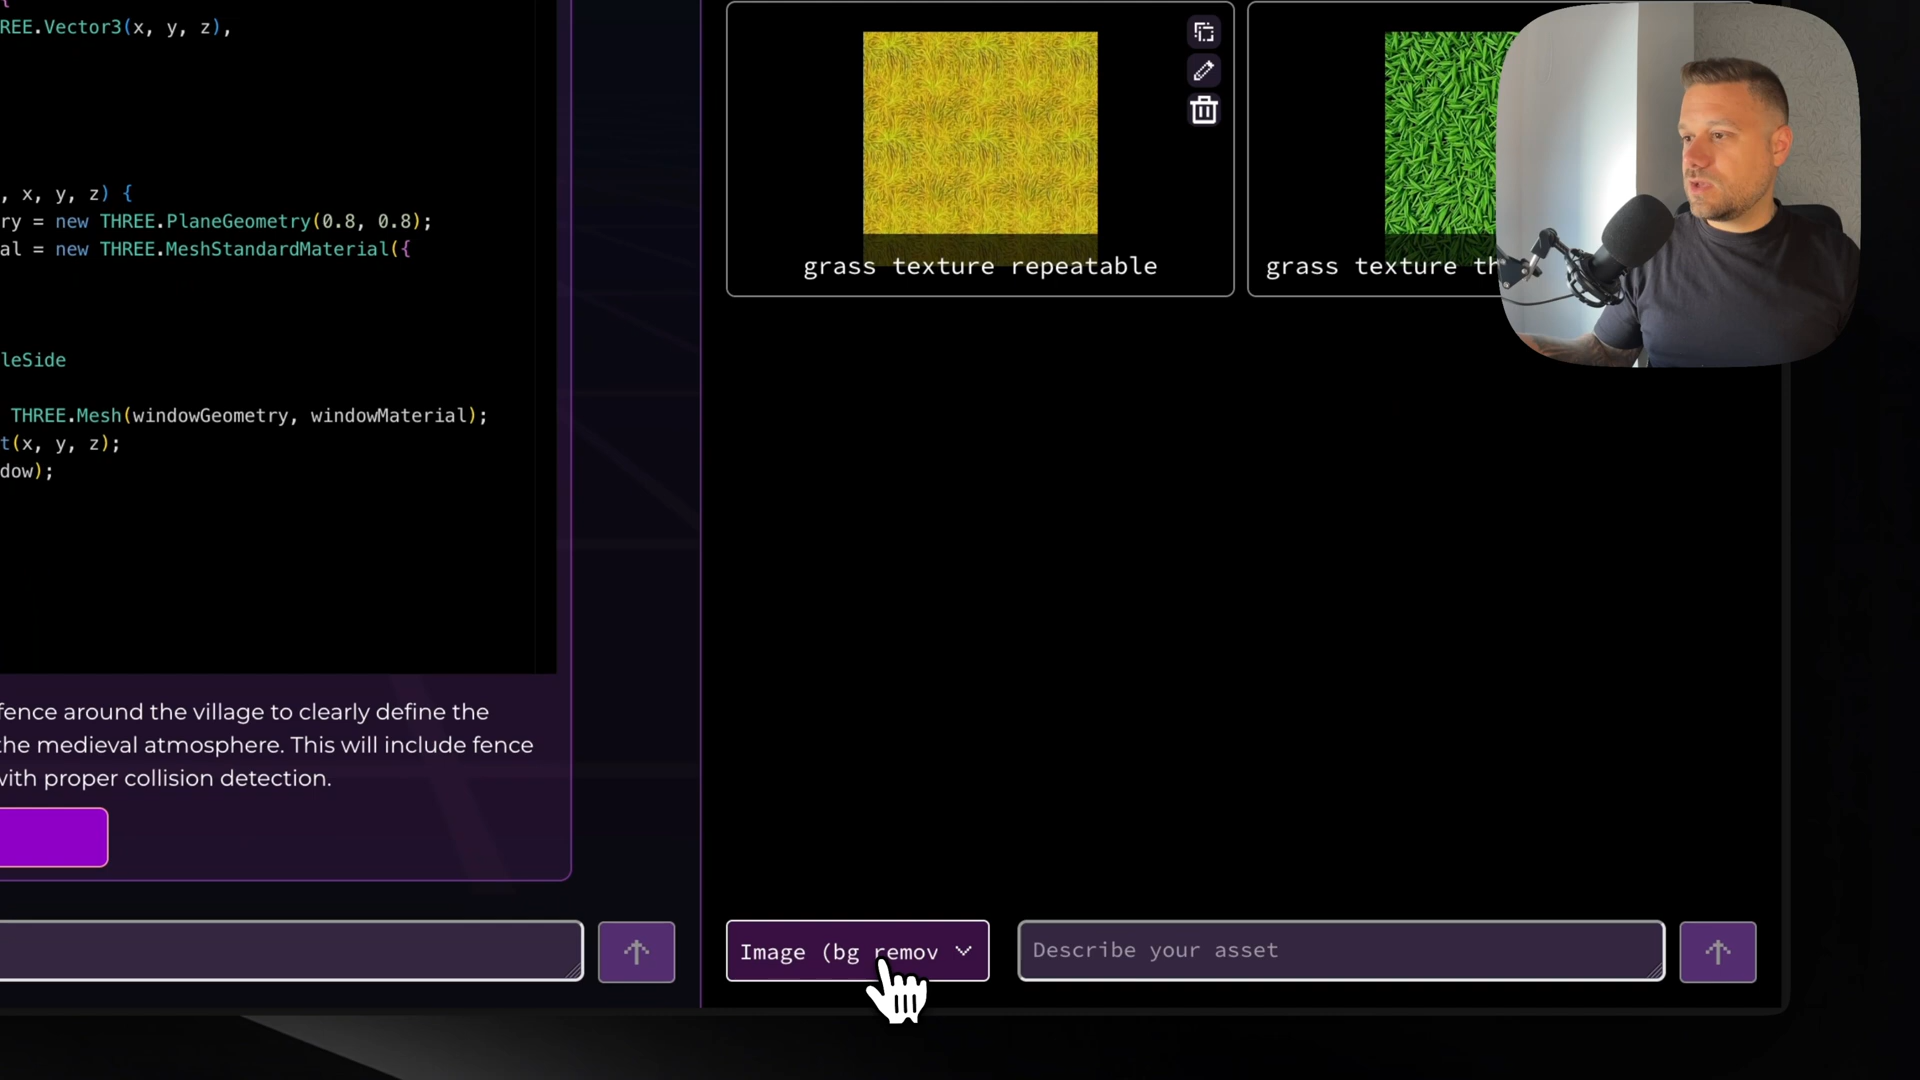 REE.Vector3(x, y, z),
, x, y, z) {
ry = new THREE.PlaneGeometry(0.8, 0.8);
al = new THREE.MeshStandardMaterial({
leSide
THREE.Mesh(windowGeometry, windowMaterial);
t(x, y, z);
dow);
fence around the village to clearly define the
the medieval atmosphere. This will include fence
with proper collision detection.
grass texture repeatable
grass texture th
Image (bg remov
Describe your asset